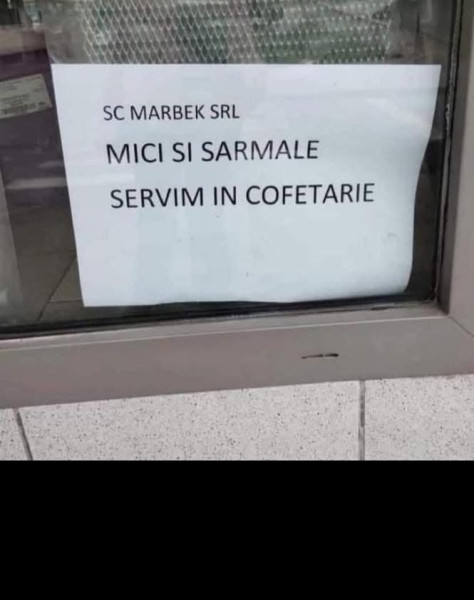 SC MARBEK SRL
MICI SI SARMALE
SERVIM IN COFETARIE